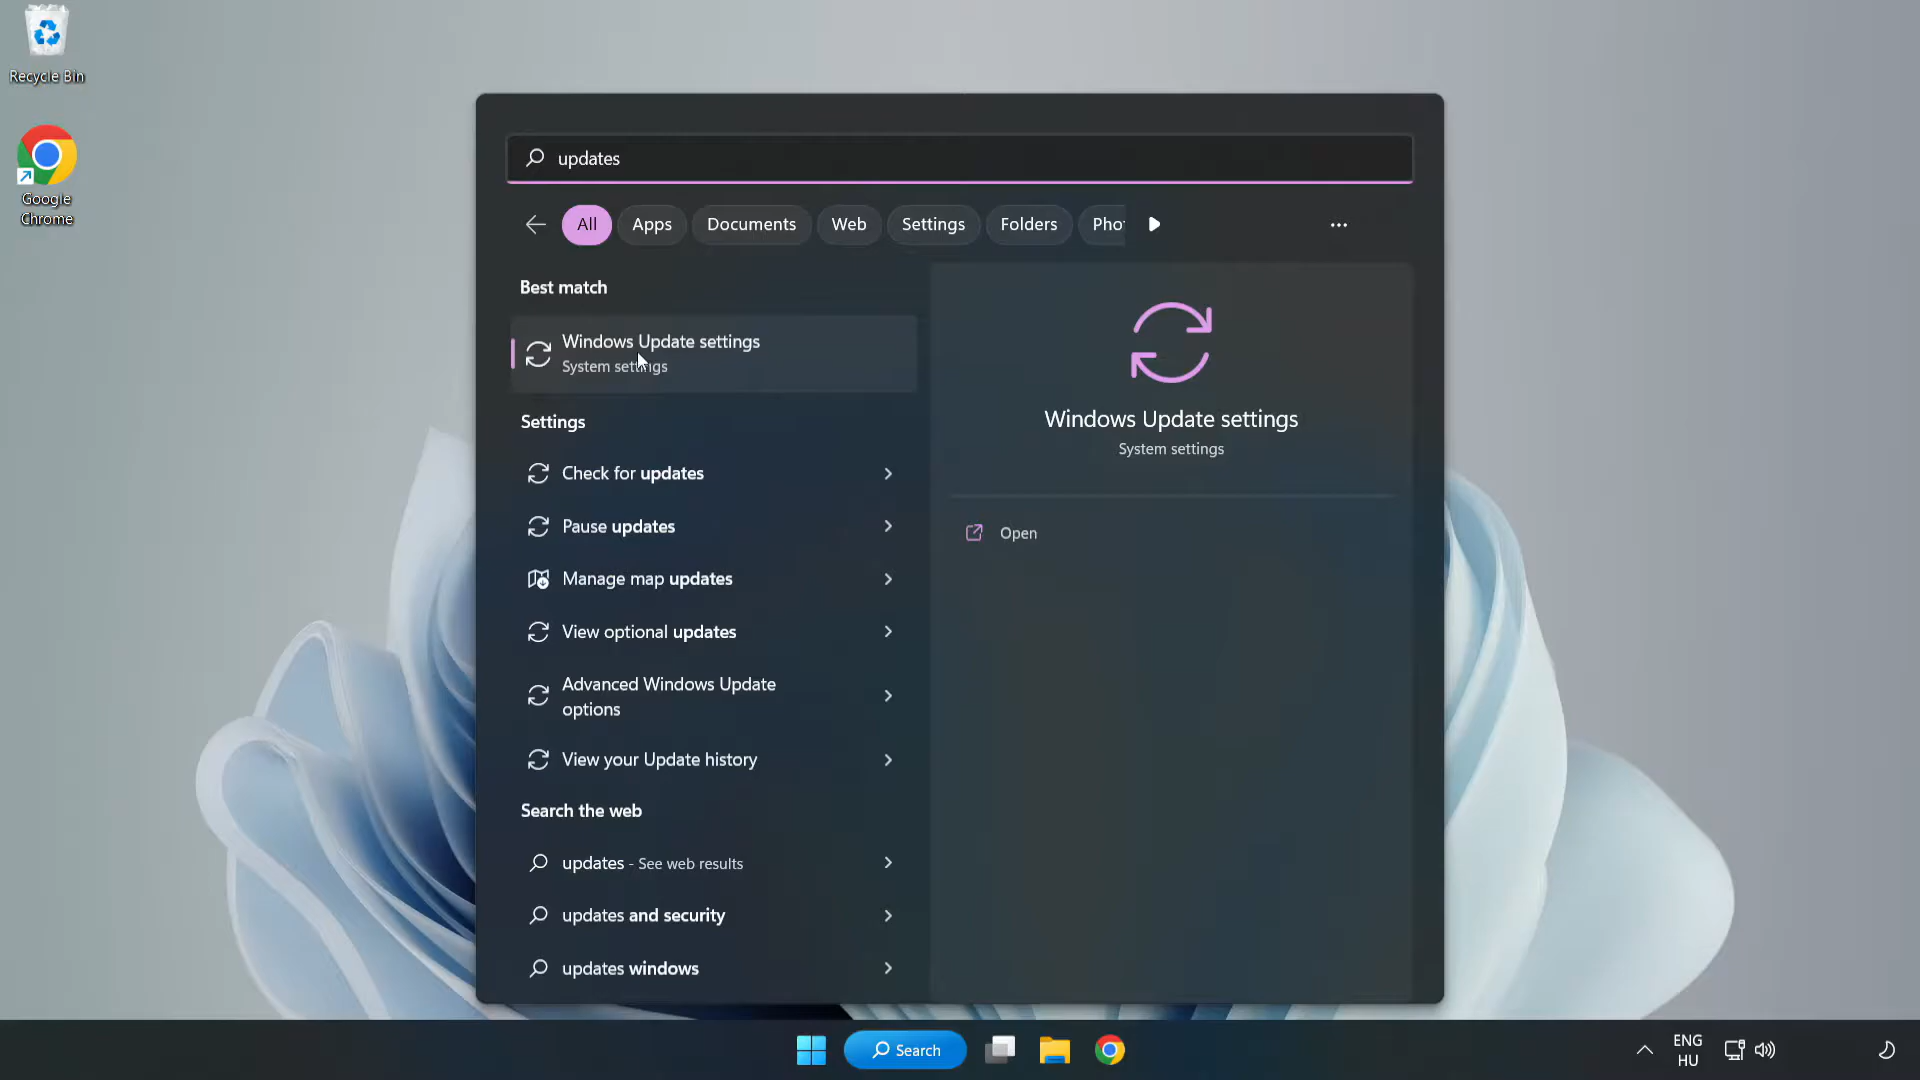 Recycle Bin
Google
Chrome
updates
All
Apps
Documents
Web
Settings
Folders
Best match
Windows Update settings
System settings
Settings
Check for updates
Pause updates
Manage map updates
View optional updates
Advanced Windows Update
options
View your Update history
Search the web
updates - See web results
updates and security
updates windows
Windows Update settings
System settings
Open
Search
ENG
HU